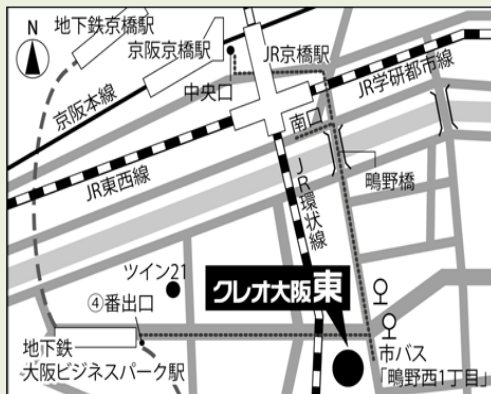 N
地下鉄京橋駅
京阪京橋駅
JR京橋駅
中央口
京阪本線
JR学研都市線
南口
JR東西線
鴫野橋
JR環状線
ツイン21
クレオ大阪東
④番出口
地下鉄
大阪ビジネスパーク駅
市バス
「鴫野西1丁目」